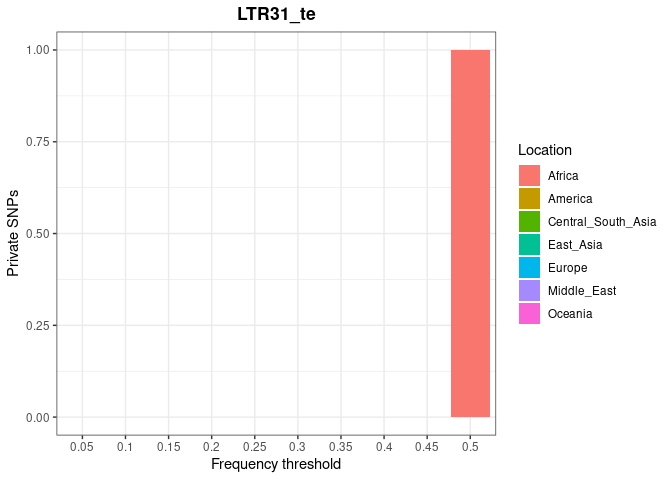 LTR31_te
Private SNPs
1.00
0.75
0.50
0.25
0.00
0.05 0.1 0.15 0.2 0.25 0.3 0.35 0.4 0.45 0.5
Frequency threshold
Location
Africa
America
Central_South_Asia
East_Asia
Europe
Middle_East
Oceania